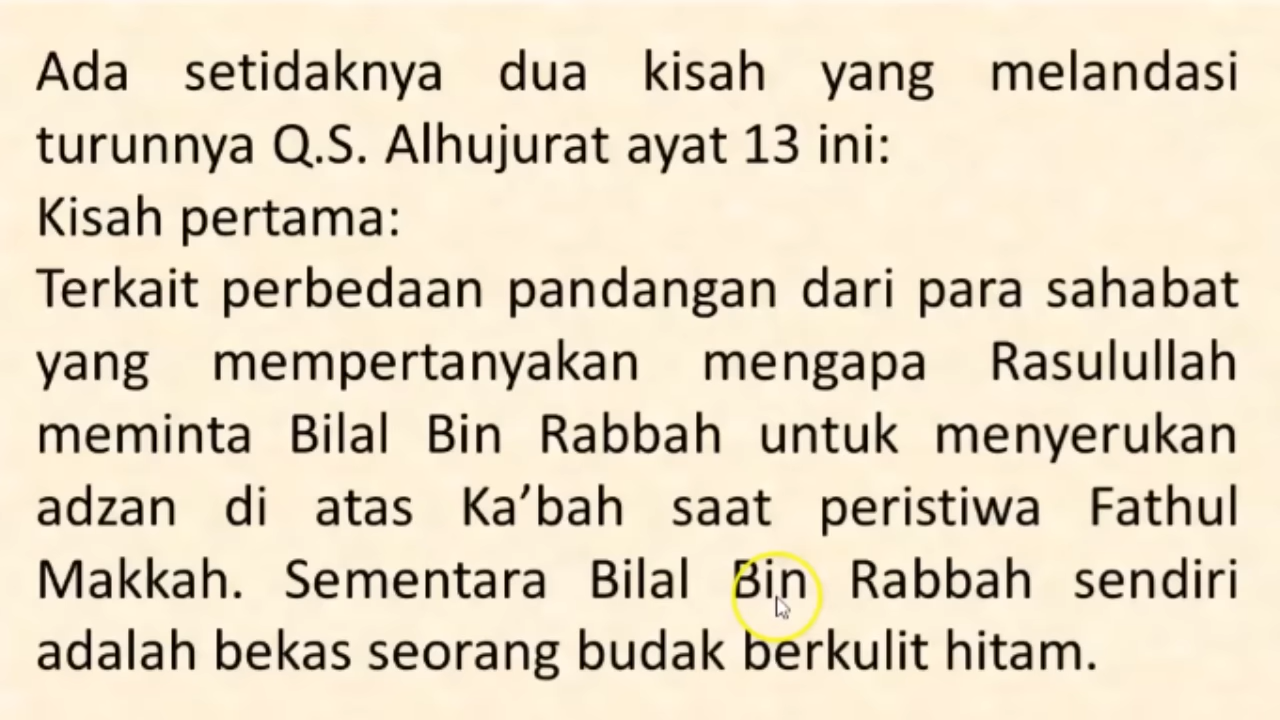 Ada setidaknya dua kisah yang melandasi
turunnya Q.S. Alhujurat ayat 13 ini:
Kisah pertama:
Terkait perbedaan pandangan dari para sahabat
yang mempertanyakan mengapa Rasulullah
meminta Bilal Bin Rabbah untuk menyerukan
adzan di atas Ka’bah saat peristiwa Fathul
Makkah. Sementara Bilal Bin Rabbah sendiri
adalah bekas seorang budak berkulit hitam.